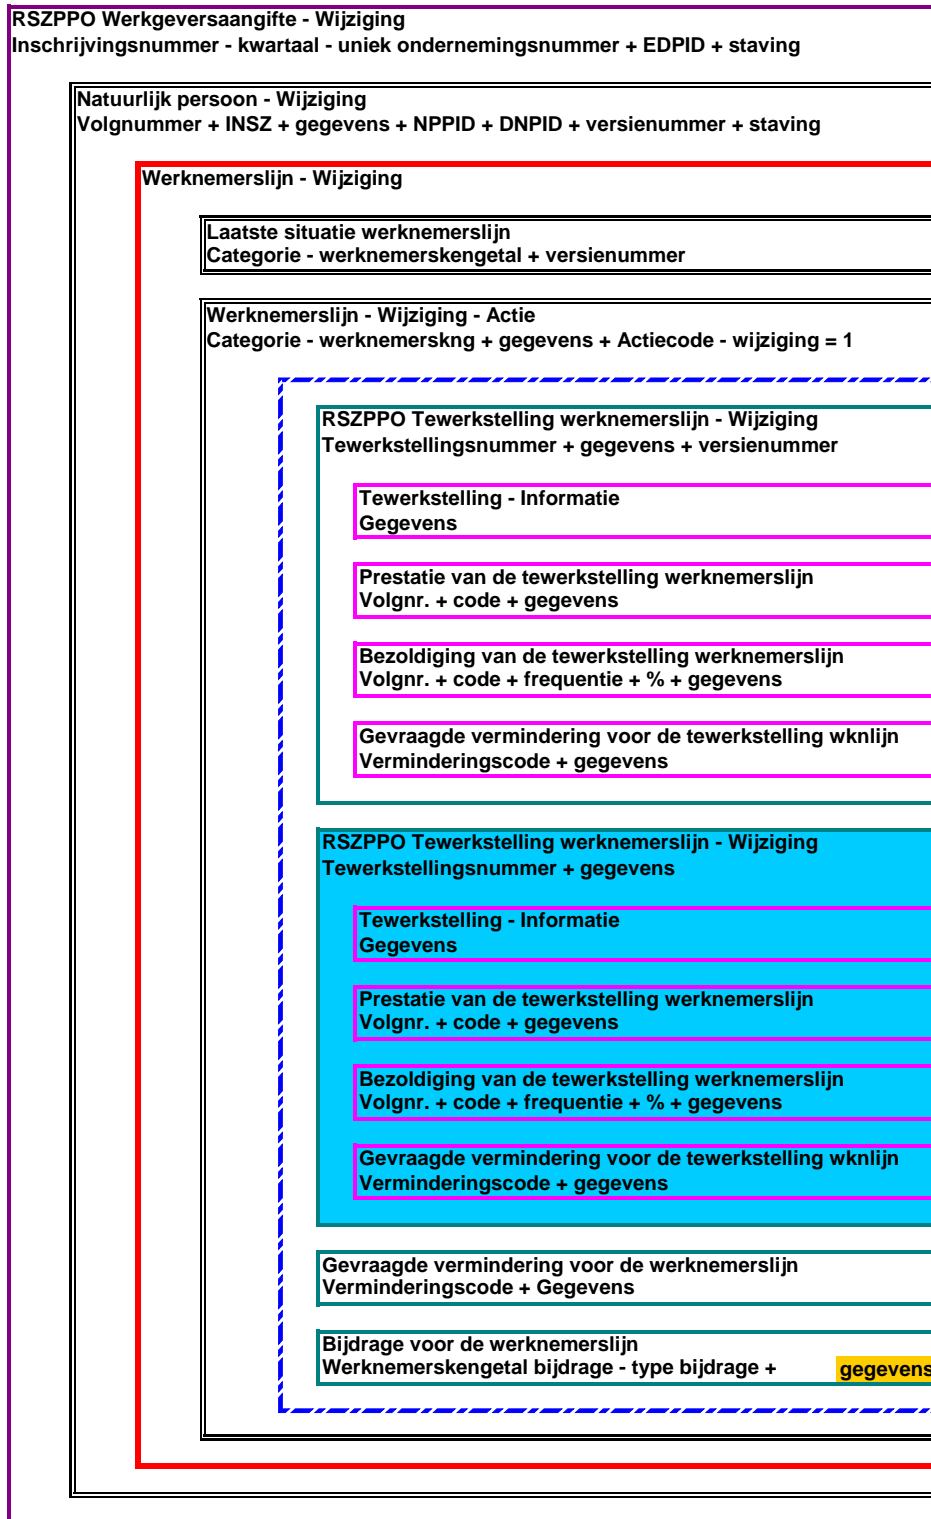 RSZPPO Werkgeversaangifte - Wijziging
Inschrijvingsnummer - kwartaal - uniek ondernemingsnummer + EDPID + staving
Natuurlijk persoon - Wijziging
Volgnummer + INSZ + gegevens + NPPID + DNPID + versienummer + staving
Werknemerslijn - Wijziging
Laatste situatie werknemerslijn
Categorie - werknemerskengetal + versienummer
Werknemerslijn - Wijziging - Actie
Categorie - werknemerskng + gegevens + Actiecode - wijziging = 1
RSZPPO Tewerkstelling werknemerslijn - Wijziging
Tewerkstellingsnummer + gegevens + versienummer
Tewerkstelling - Informatie
Gegevens
Prestatie van de tewerkstelling werknemerslijn
Volgnr. + code + gegevens
Bezoldiging van de tewerkstelling werknemerslijn
Volgnr. + code + frequentie + % + gegevens
Gevraagde vermindering voor de tewerkstelling wknlijn
Verminderingscode + gegevens
RSZPPO Tewerkstelling werknemerslijn - Wijziging
Tewerkstellingsnummer + gegevens
Tewerkstelling - Informatie
Gegevens
Prestatie van de tewerkstelling werknemerslijn
Volgnr. + code + gegevens
Bezoldiging van de tewerkstelling werknemerslijn
Volgnr. + code + frequentie + % + gegevens
Gevraagde vermindering voor de tewerkstelling wknlijn
Verminderingscode + gegevens
Gevraagde vermindering voor de werknemerslijn
Verminderingscode + Gegevens
Bijdrage voor de werknemerslijn
Werknemerskengetal bijdrage - type bijdrage + gegevens